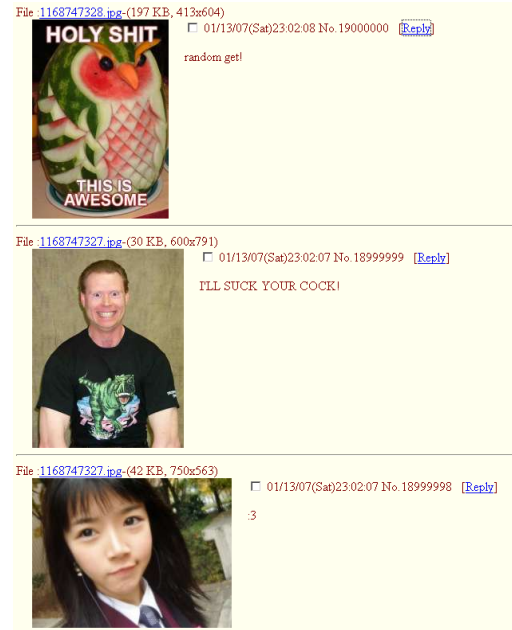 File :1168747328.jpg-(197 KB, 413x604)
01/13/07(Sat)23:02:08 No.19000000 [Reply]
random get!
HOLY SHIT
THIS IS
AWESOME
File :1168747327.jpg-(30 KB, 600x791)
01/13/07(Sat)23:02:07 No.18999999 [Reply]
I'LL SUCK YOUR COCK!
File :1168747327.jpg-(42 KB, 750x563)
01/13/07(Sat)23:02:07 No.18999998 [Reply]
:3